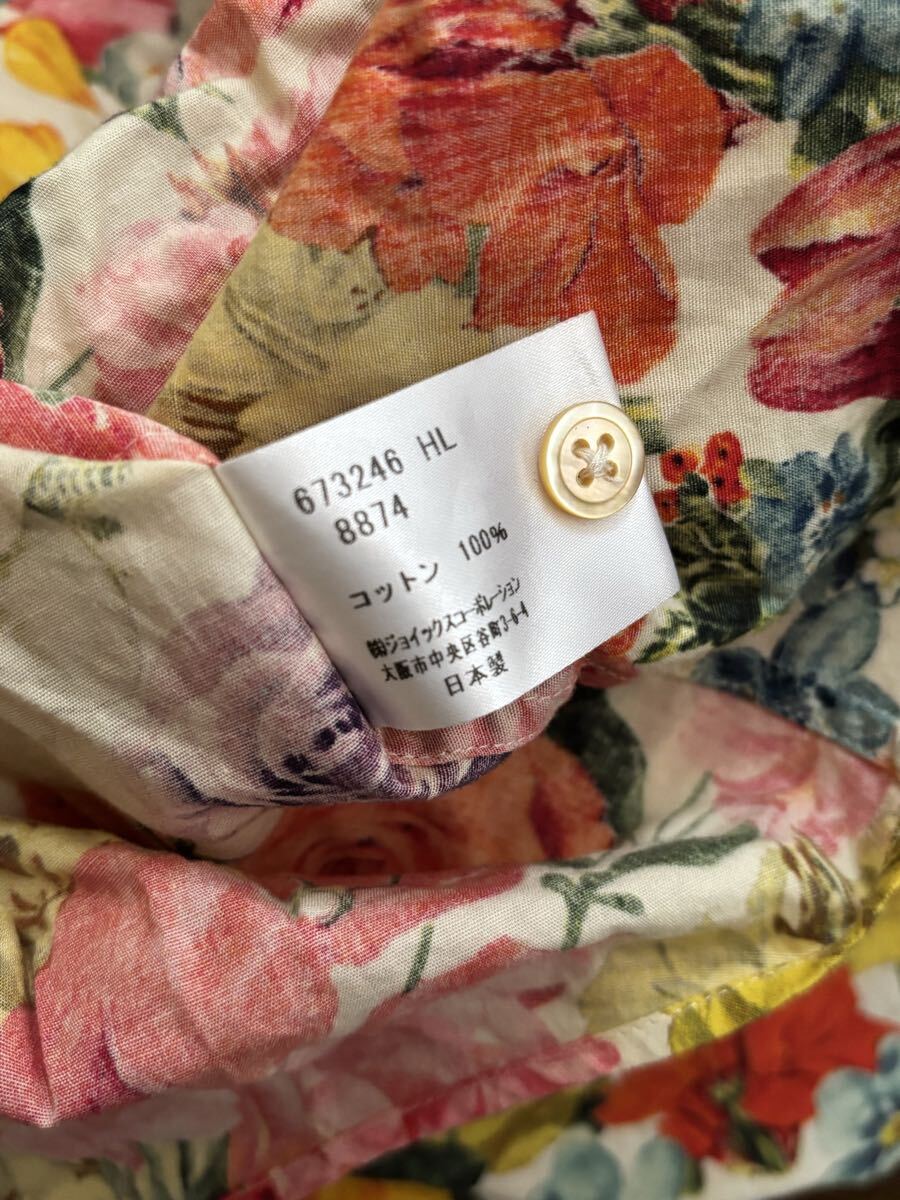 673246 HL
8874
コットン 100%
㈱ジョイックスコーポレーション
大阪市中央区谷町3-6-4
日本製